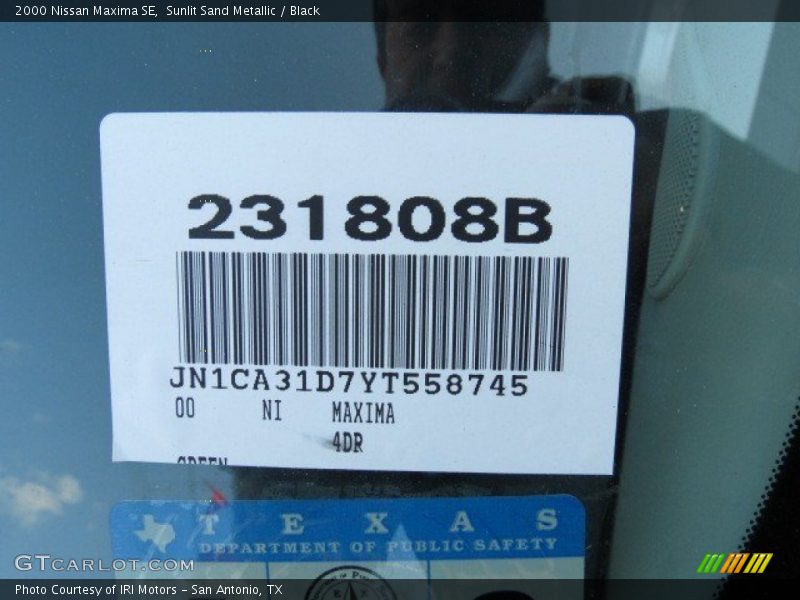 2000 Nissan Maxima SE, Sunlit Sand Metallic / Black
231808B
JN1CA31D7YT558745
00 NI MAXIMA
4DR
GREEN
TEXAS
DEPARTMENT OF PUBLIC SAFETY
GTCARLOT.COM
Photo Courtesy of IRI Motors – San Antonio, TX